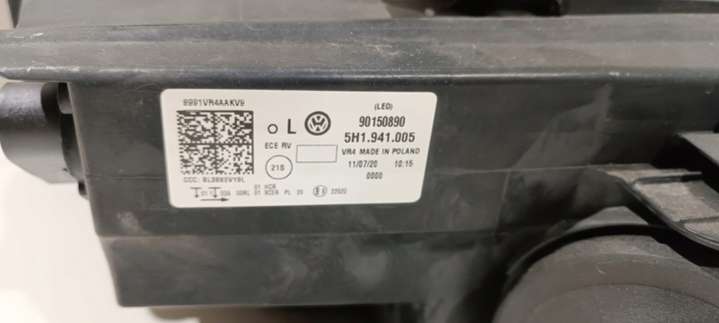 9991VR4AAKV9
(LED)
O L
90150890
5H1.941.005
ECE RV
VR4 MADE IN POLAND
218
11/07/20 10:15
0000